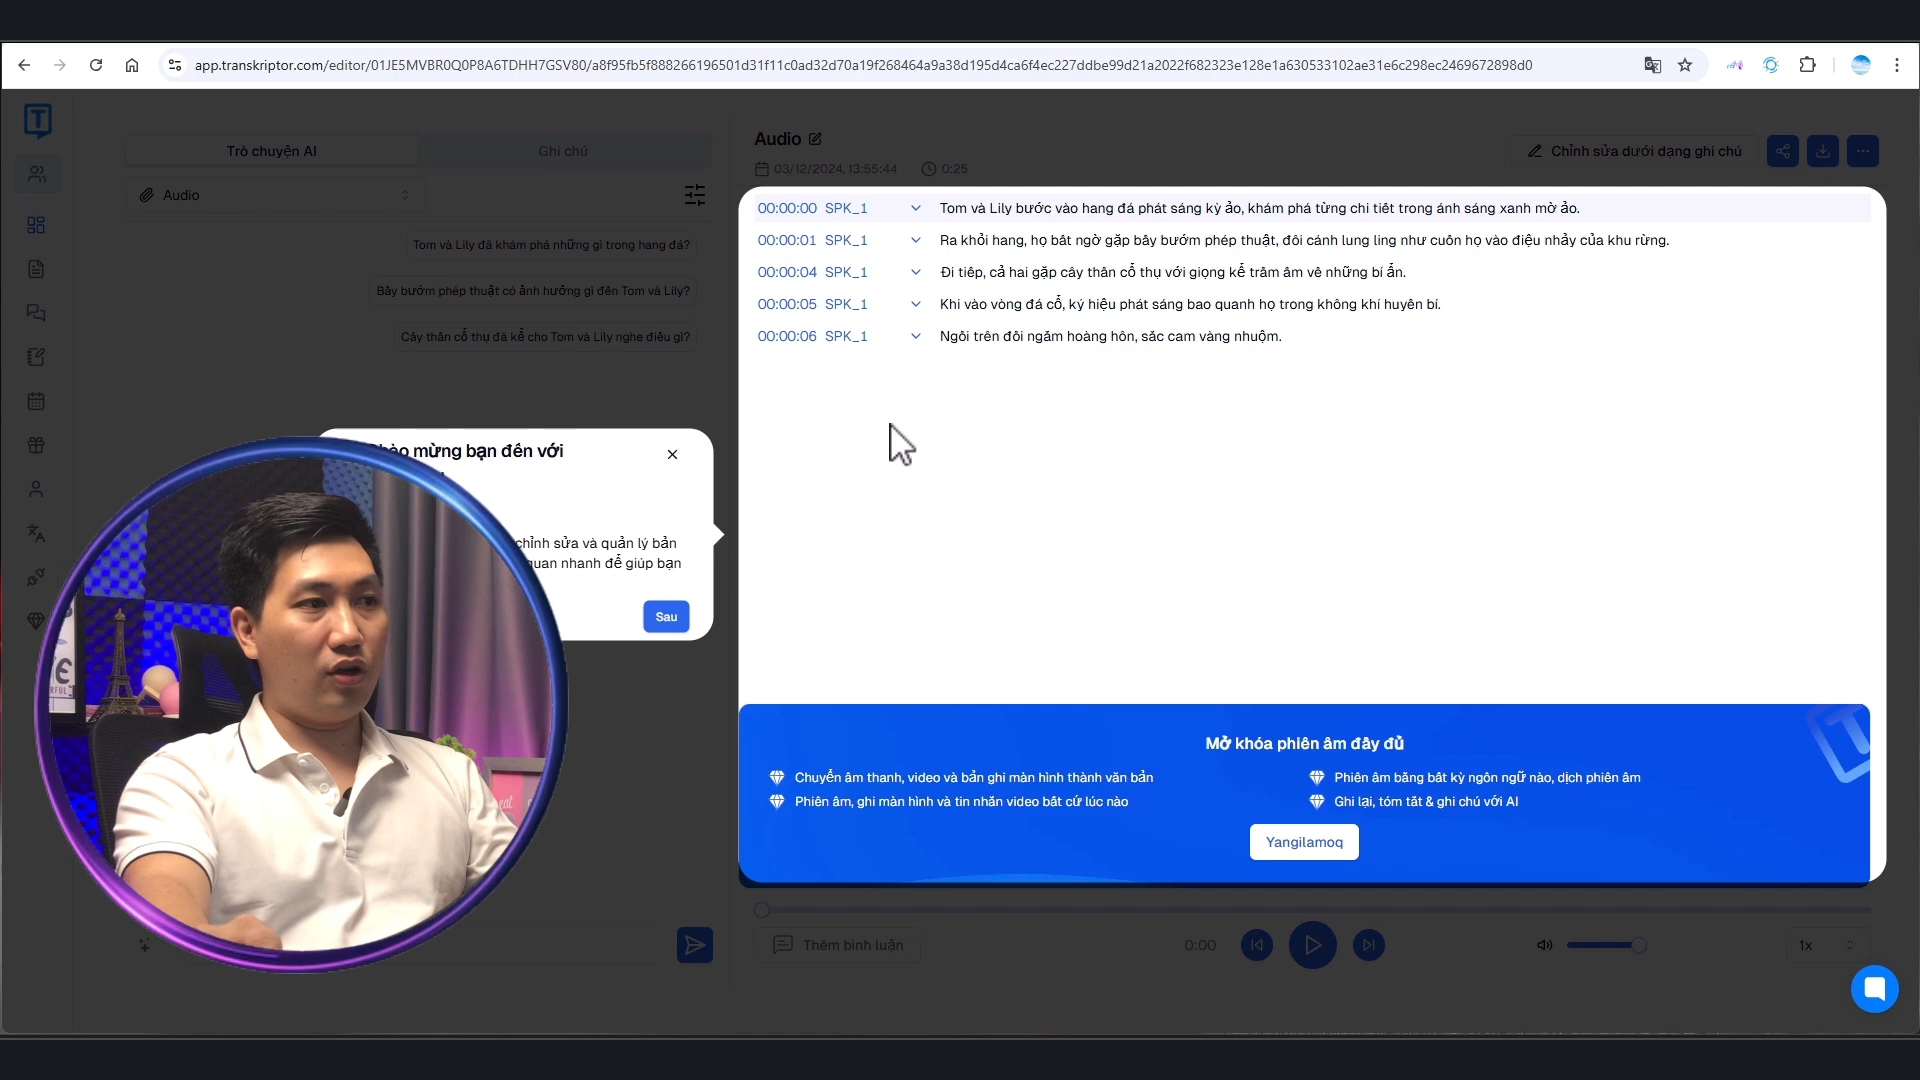 app.transkriptor.com/editor/01JE5MVBR0Q0P8A6TDHH7GSV80/a8f95fb5f888266196501d31f11c0ad32d70a19f268464a9a38d195d4ca6f4ec227ddbe99d21a2022f682323e128e1a630533102ae31e6c298ec2469672898d0
Trò chuyện AI
Ghi chú
Audio
Tom và Lily đã khám phá những gì trong hang đá?
Bầy bướm phép thuật có ảnh hưởng gì đến Tom và Lily?
Cây thần cổ thụ đã kể cho Tom và Lily nghe điều gì?
mừng bạn đến với
chỉnh sửa và quản lý bản
quan nhanh để giúp bạn
Sau
Audio
03/12/2024, 13:55:44 0:25
Chỉnh sửa dưới dạng ghi chú
00:00:00 SPK_1 Tom và Lily bước vào hang đá phát sáng kỳ ảo, khám phá từng chi tiết trong ánh sáng xanh mờ ảo.
00:00:01 SPK_1 Ra khỏi hang, họ bất ngờ gặp bầy bướm phép thuật, đôi cánh lung linh như cuốn họ vào điệu nhảy của khu rừng.
00:00:04 SPK_1 Đi tiếp, cả hai gặp cây thần cổ thụ với giọng kể trầm ấm về những bí ẩn.
00:00:05 SPK_1 Khi vào vòng đá cổ, ký hiệu phát sáng bao quanh họ trong không khí huyền bí.
00:00:06 SPK_1 Ngồi trên đồi ngắm hoàng hôn, sắc cam vàng nhuộm.
Mở khóa phiên âm đầy đủ
Chuyển âm thanh, video và bản ghi màn hình thành văn bản
Phiên âm bằng bất kỳ ngôn ngữ nào, dịch phiên âm
Phiên âm, ghi màn hình và tin nhắn video bất cứ lúc nào
Ghi lại, tóm tắt & ghi chú với AI
Yangilamoq
Thêm bình luận
0:00
1x